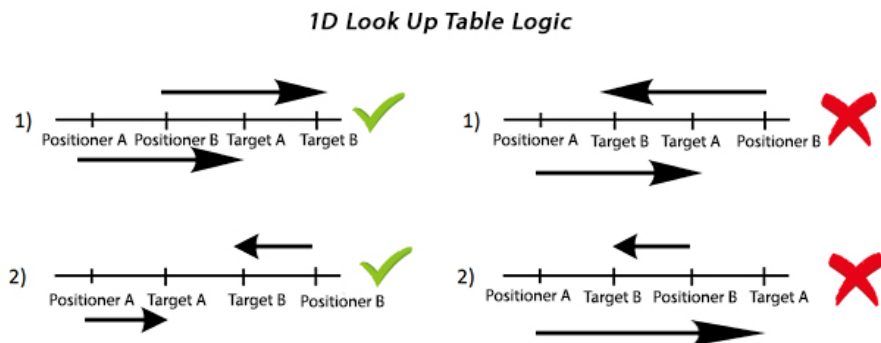 1D Look Up Table Logic
1)
Positioner A Positioner B Target A Target B
1)
Positioner A Target B Target A Positioner B
2)
Positioner A Target A Target B Positioner B
2)
Positioner A Target B Positioner B Target A